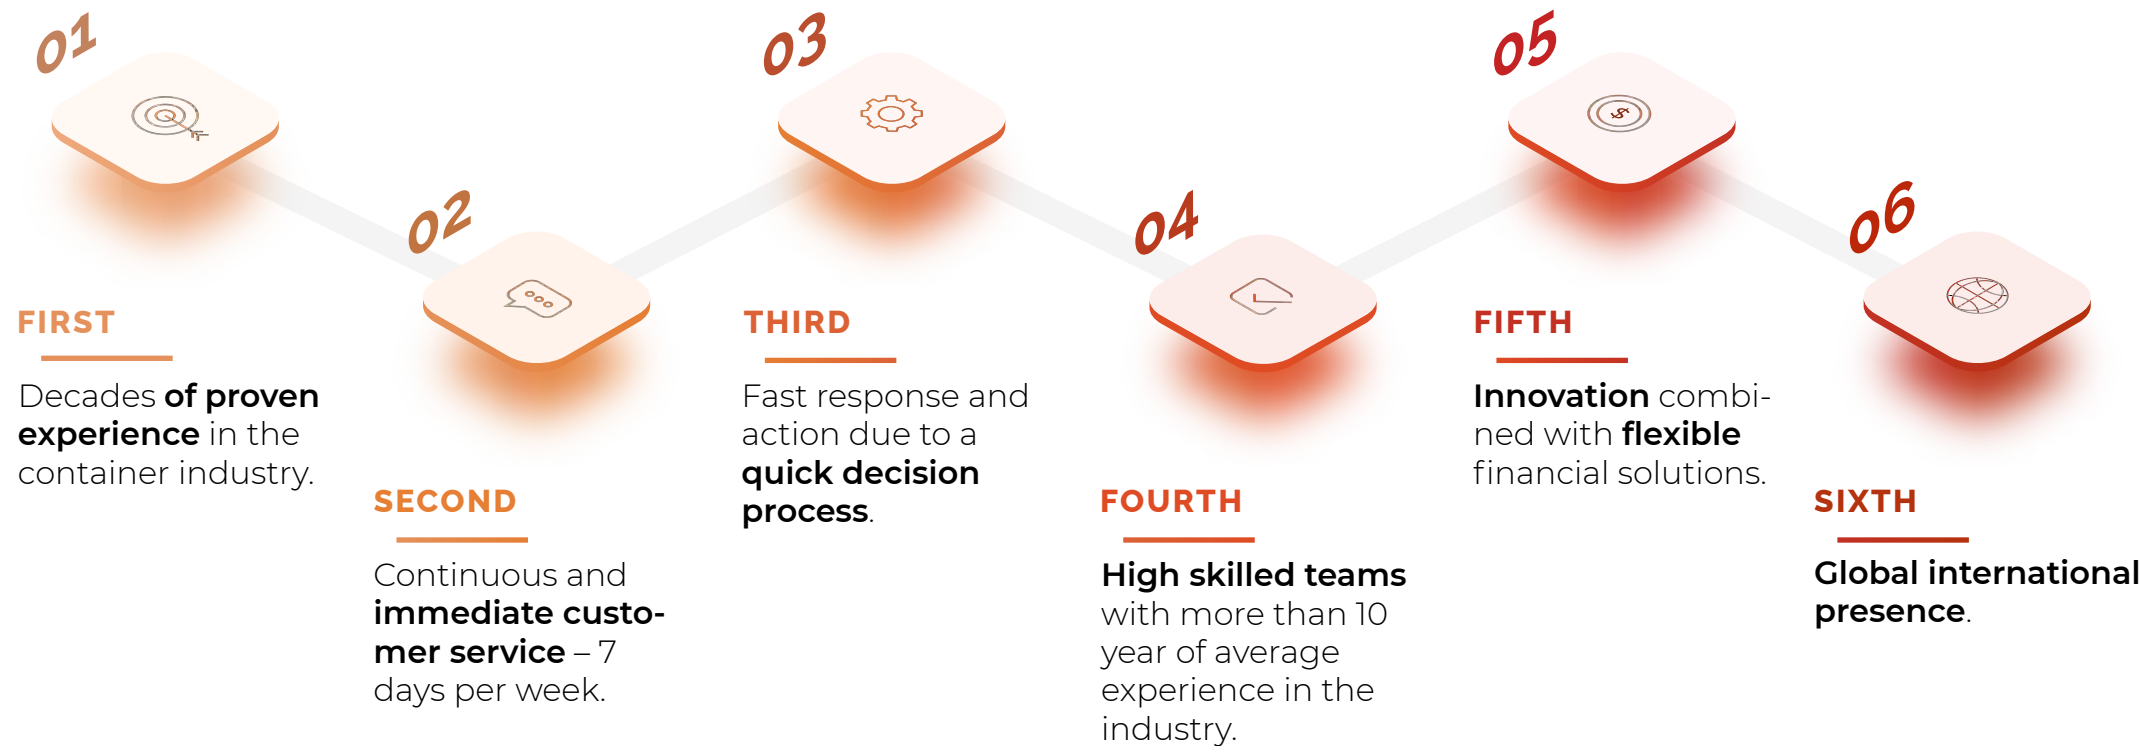 01
FIRST
Decades of proven
experience in the
container industry.
02
SECOND
Continuous and
immediate custo-
mer service – 7
days per week.
03
THIRD
Fast response and
action due to a
quick decision
process.
04
FOURTH
High skilled teams
with more than 10
year of average
experience in the
industry.
05
$
FIFTH
Innovation combi-
ned with flexible
financial solutions.
06
SIXTH
Global international
presence.